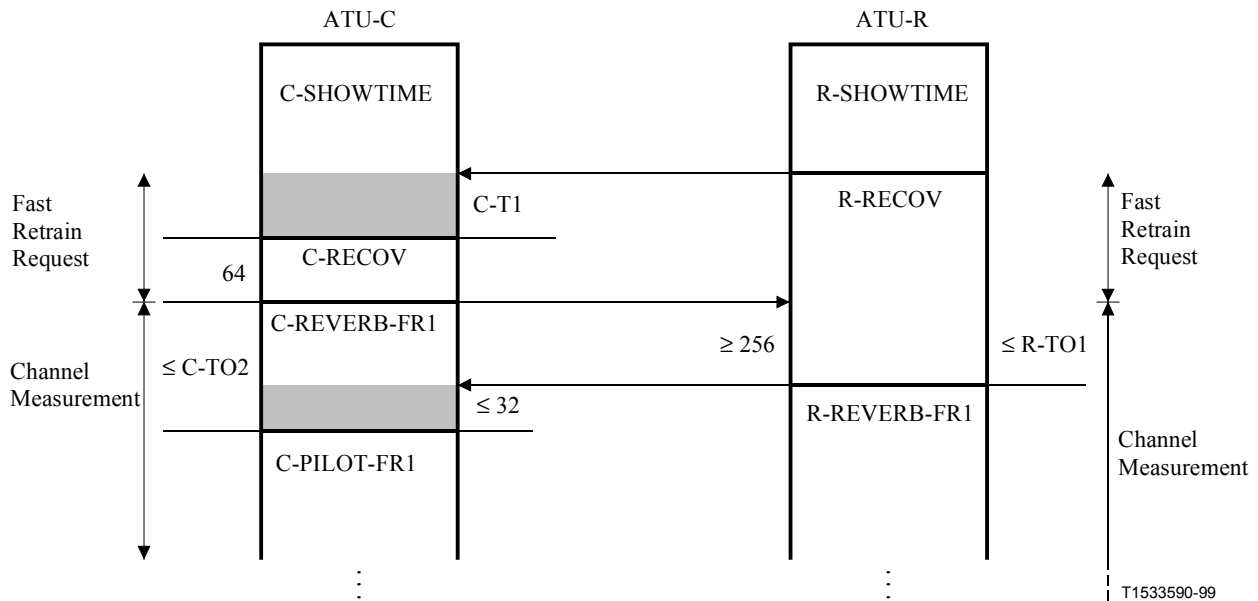 ATU-C
ATU-R
C-SHOWTIME
R-SHOWTIME
Fast
Retrain
Request
C-T1
R-RECOV
Fast
Retrain
Request
C-RECOV
64
C-REVERB-FR1
≥ 256
≤ R-TO1
≤ C-TO2
Channel
Measurement
≤ 32
R-REVERB-FR1
C-PILOT-FR1
Channel
Measurement
T1533590-99